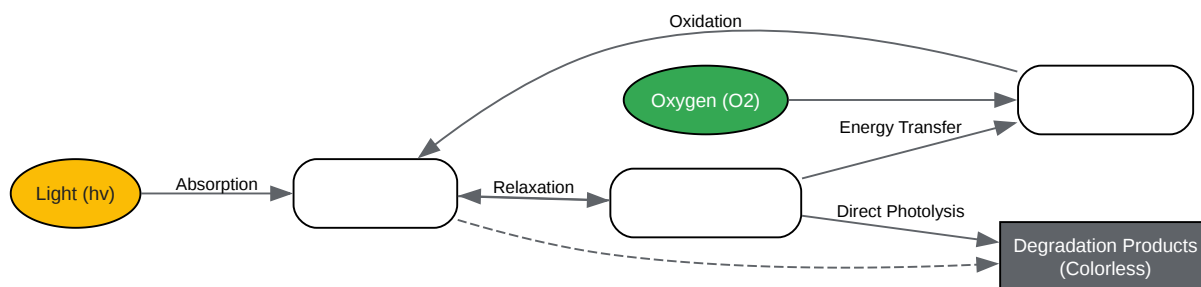 Oxidation
Oxygen (O2)
Energy Transfer
Light (hv)
Absorption
Relaxation
Direct Photolysis
Degradation Products
(Colorless)